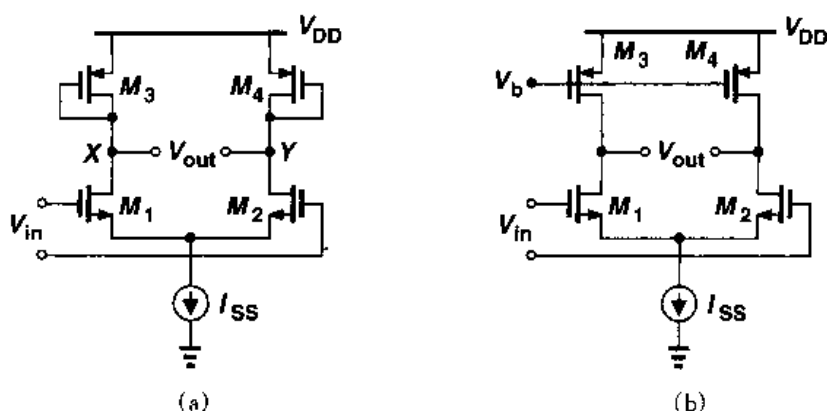 V_DD
M_3
M_4
X
V_out
Y
V_in
M_1
M_2
I_SS
(a)
V_DD
M_3
M_4
V_b
V_out
V_in
M_1
M_2
I_SS
(b)